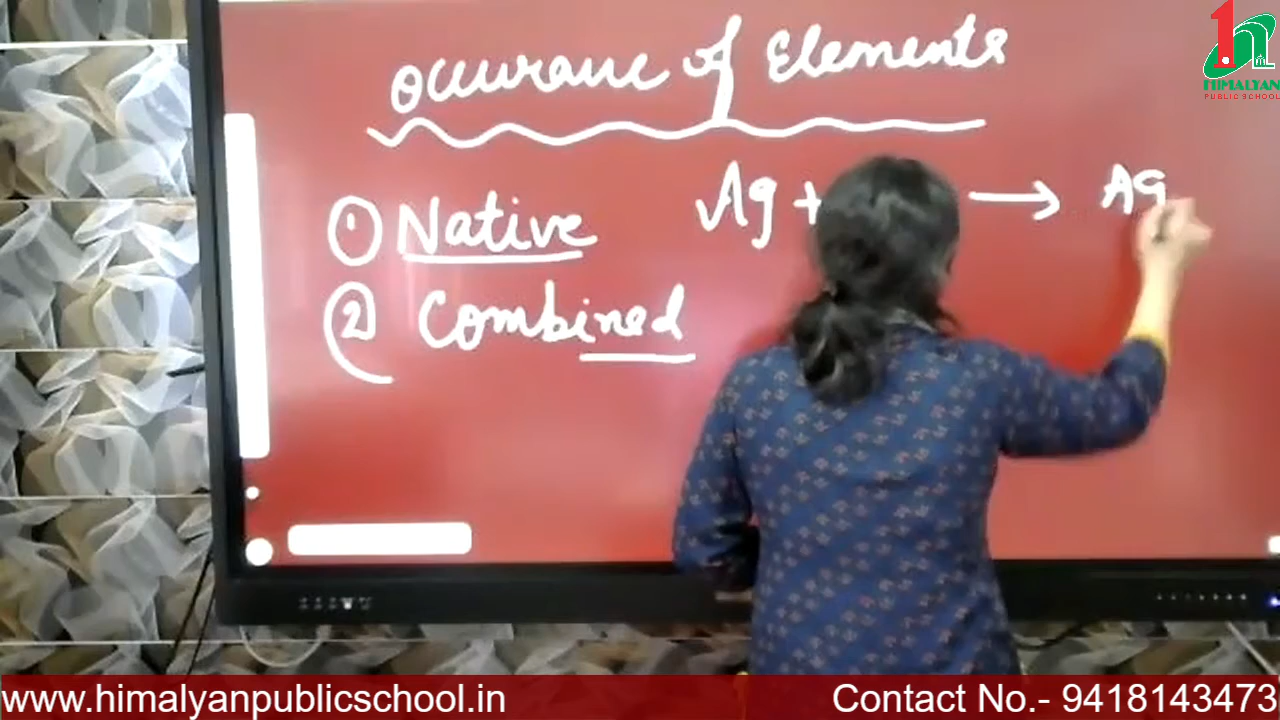 HIMALYAN
PUBLIC SCHOOL
Occurance of Elements
① Native Ag + → Ag
② Combined
www.himalyanpublicschool.in Contact No.- 9418143473